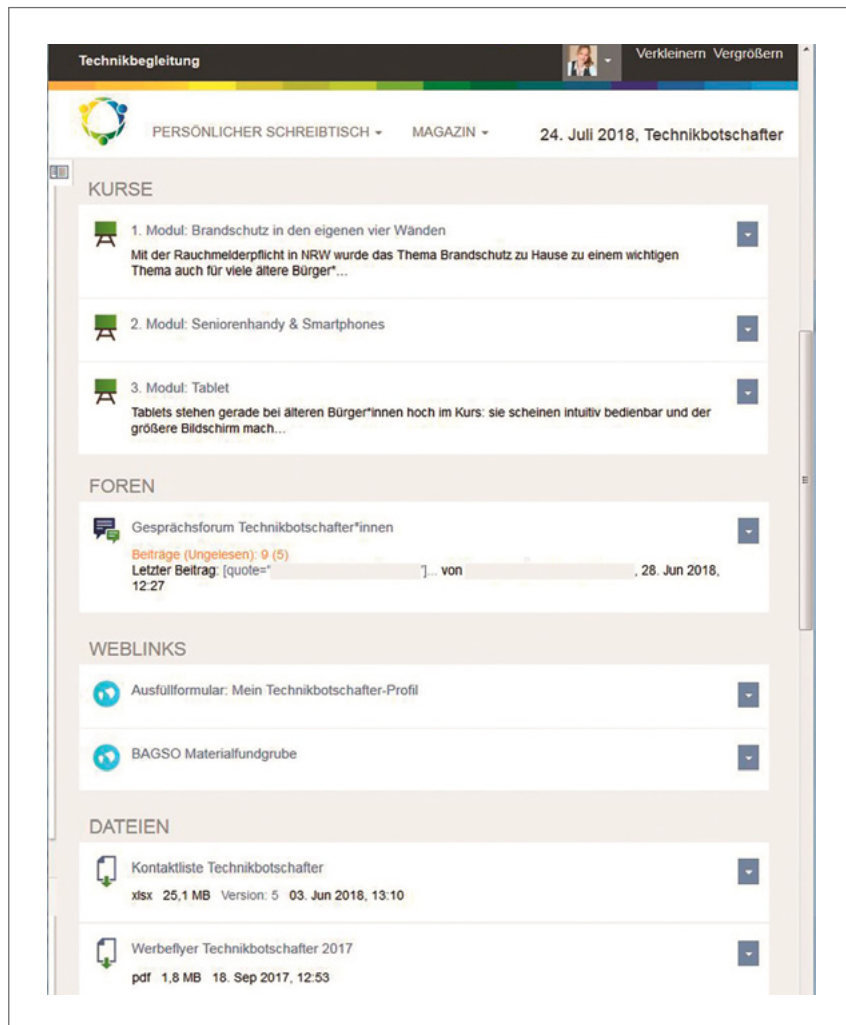 Technikbegleitung
Verkleinern Vergrößern
PERSÖNLICHER SCHREIBTISCH
MAGAZIN
24. Juli 2018, Technikbotschafter
KURSE
1. Modul: Brandschutz in den eigenen vier Wänden
Mit der Rauchmelderpflicht in NRW wurde das Thema Brandschutz zu Hause zu einem wichtigen
Thema auch für viele ältere Bürger*...
2. Modul: Seniorenhandy & Smartphones
3. Modul: Tablet
Tablets stehen gerade bei älteren Bürger*innen hoch im Kurs: sie scheinen intuitiv bedienbar und der
größere Bildschirm mach...
FOREN
Gesprächsforum Technikbotschafter*innen
Beiträge (Ungelesen): 9 (5)
Letzter Beitrag: [quote=" "]... von , 28. Jun 2018,
12:27
WEBLINKS
Ausfüllformular: Mein Technikbotschafter-Profil
BAGSO Materialfundgrube
DATEIEN
Kontaktliste Technikbotschafter
xlsx 25,1 MB Version: 5 03. Jun 2018, 13:10
Werbeflyer Technikbotschafter 2017
pdf 1,8 MB 18. Sep 2017, 12:53